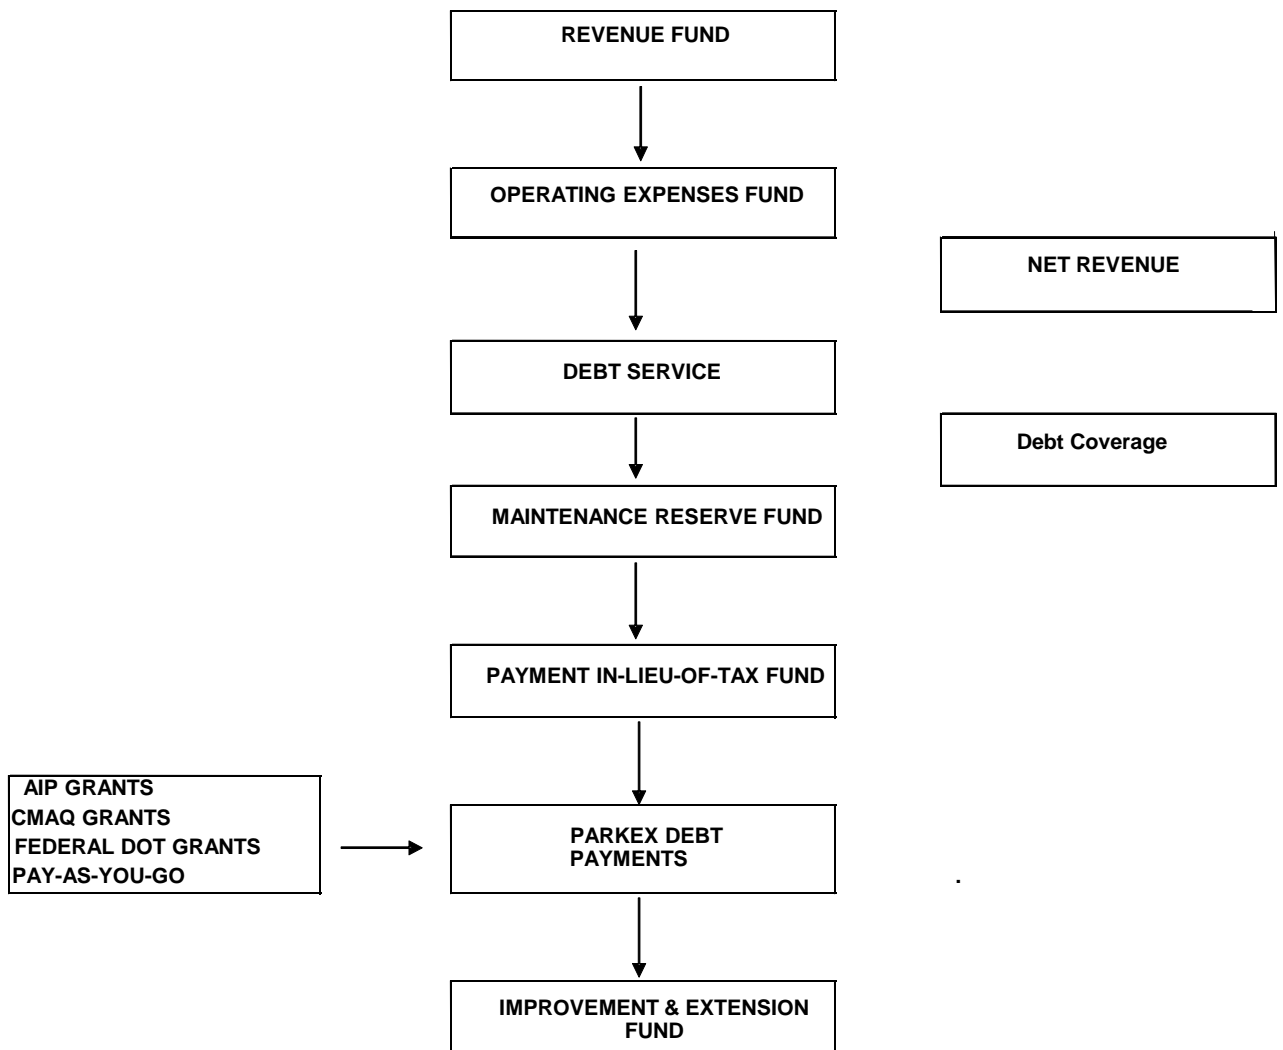 REVENUE FUND
OPERATING EXPENSES FUND
NET REVENUE
DEBT SERVICE
Debt Coverage
MAINTENANCE RESERVE FUND
PAYMENT IN-LIEU-OF-TAX FUND
AIP GRANTS
CMAQ GRANTS
FEDERAL DOT GRANTS
PAY-AS-YOU-GO
PARKEX DEBT
PAYMENTS
.
IMPROVEMENT & EXTENSION
FUND